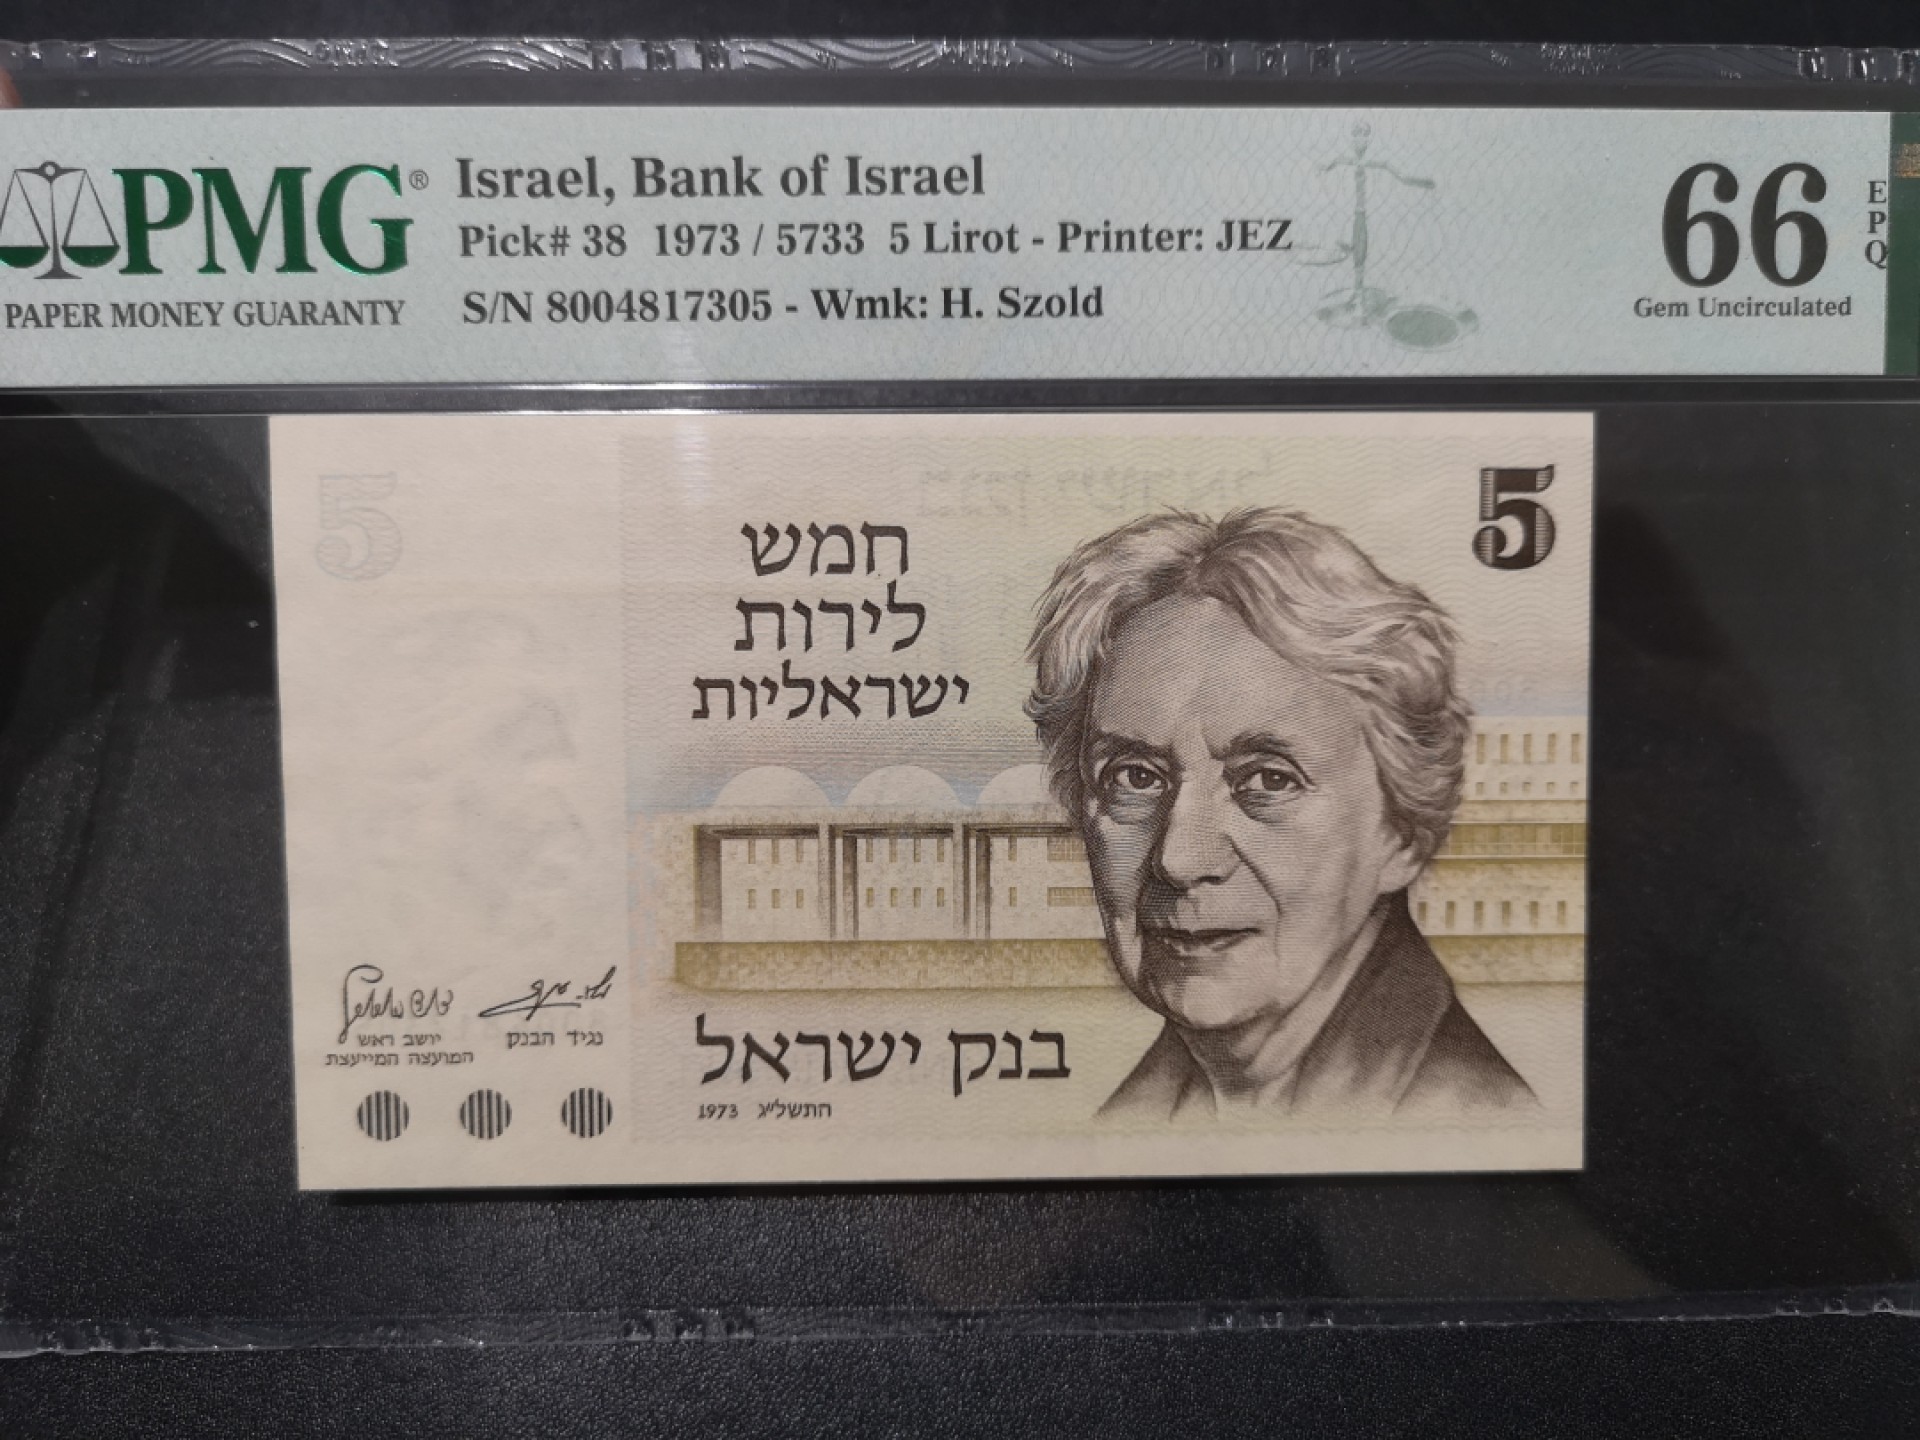 PMG®
PAPER MONEY GUARANTY
Israel, Bank of Israel
Pick# 38 1973 / 5733 5 Lirot - Printer: JEZ
S/N 8004817305 - Wmk: H. Szold
66
EPQ
Gem Uncirculated
5
5
חמש
לירות
ישראליות
נגיד הבנק
יושב ראש
המועצה המייעצת
בנק ישראל
1973 התשל"ג